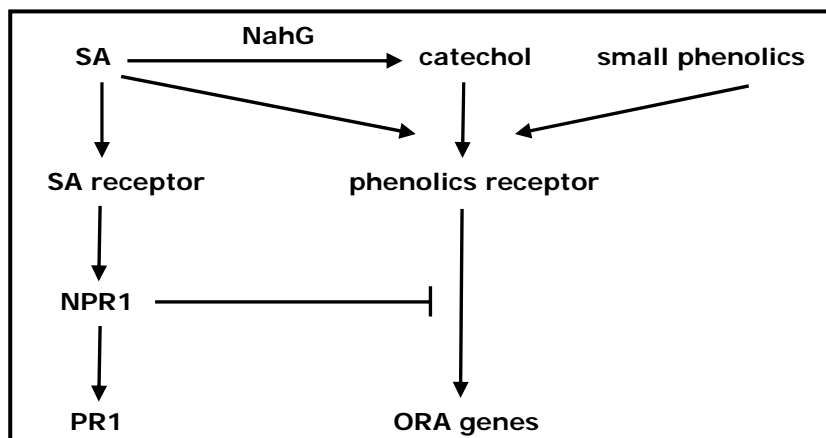 NahG
SA catechol small phenolics
SA receptor phenolics receptor
NPR1
PR1 ORA genes